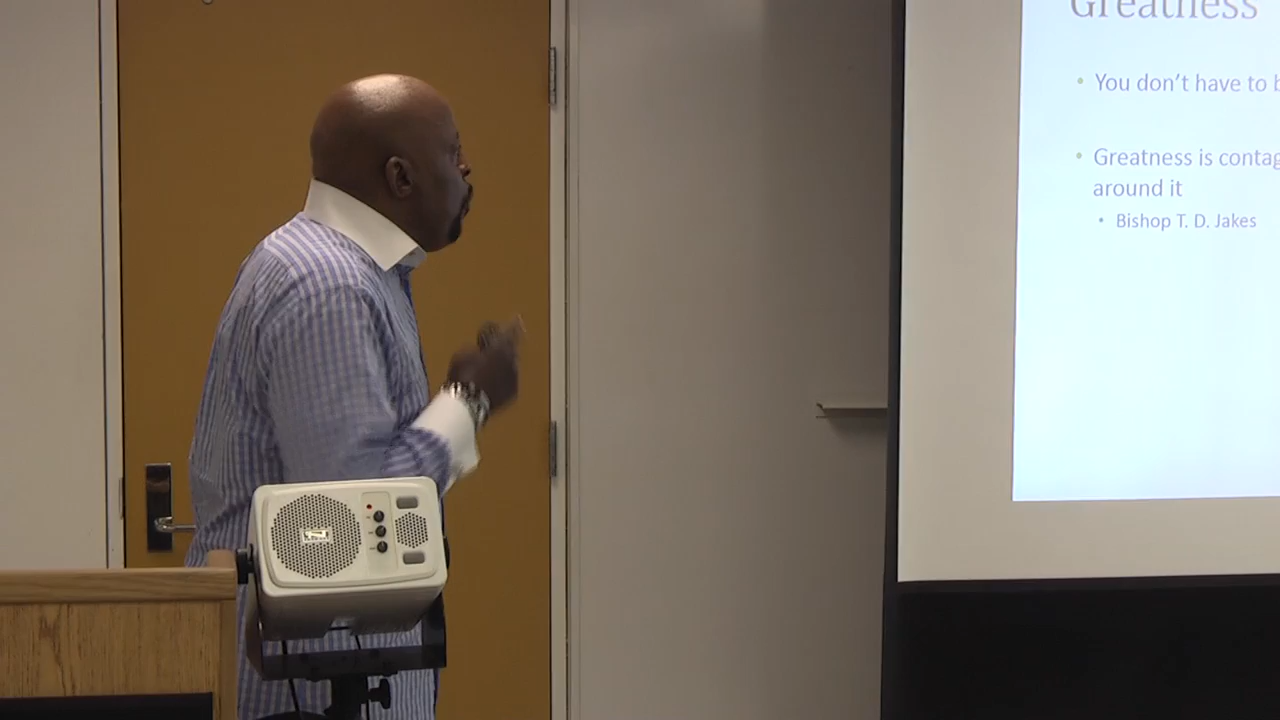 Greatness
You don't have to
Greatness is
around it
Bishop T. D. Jakes